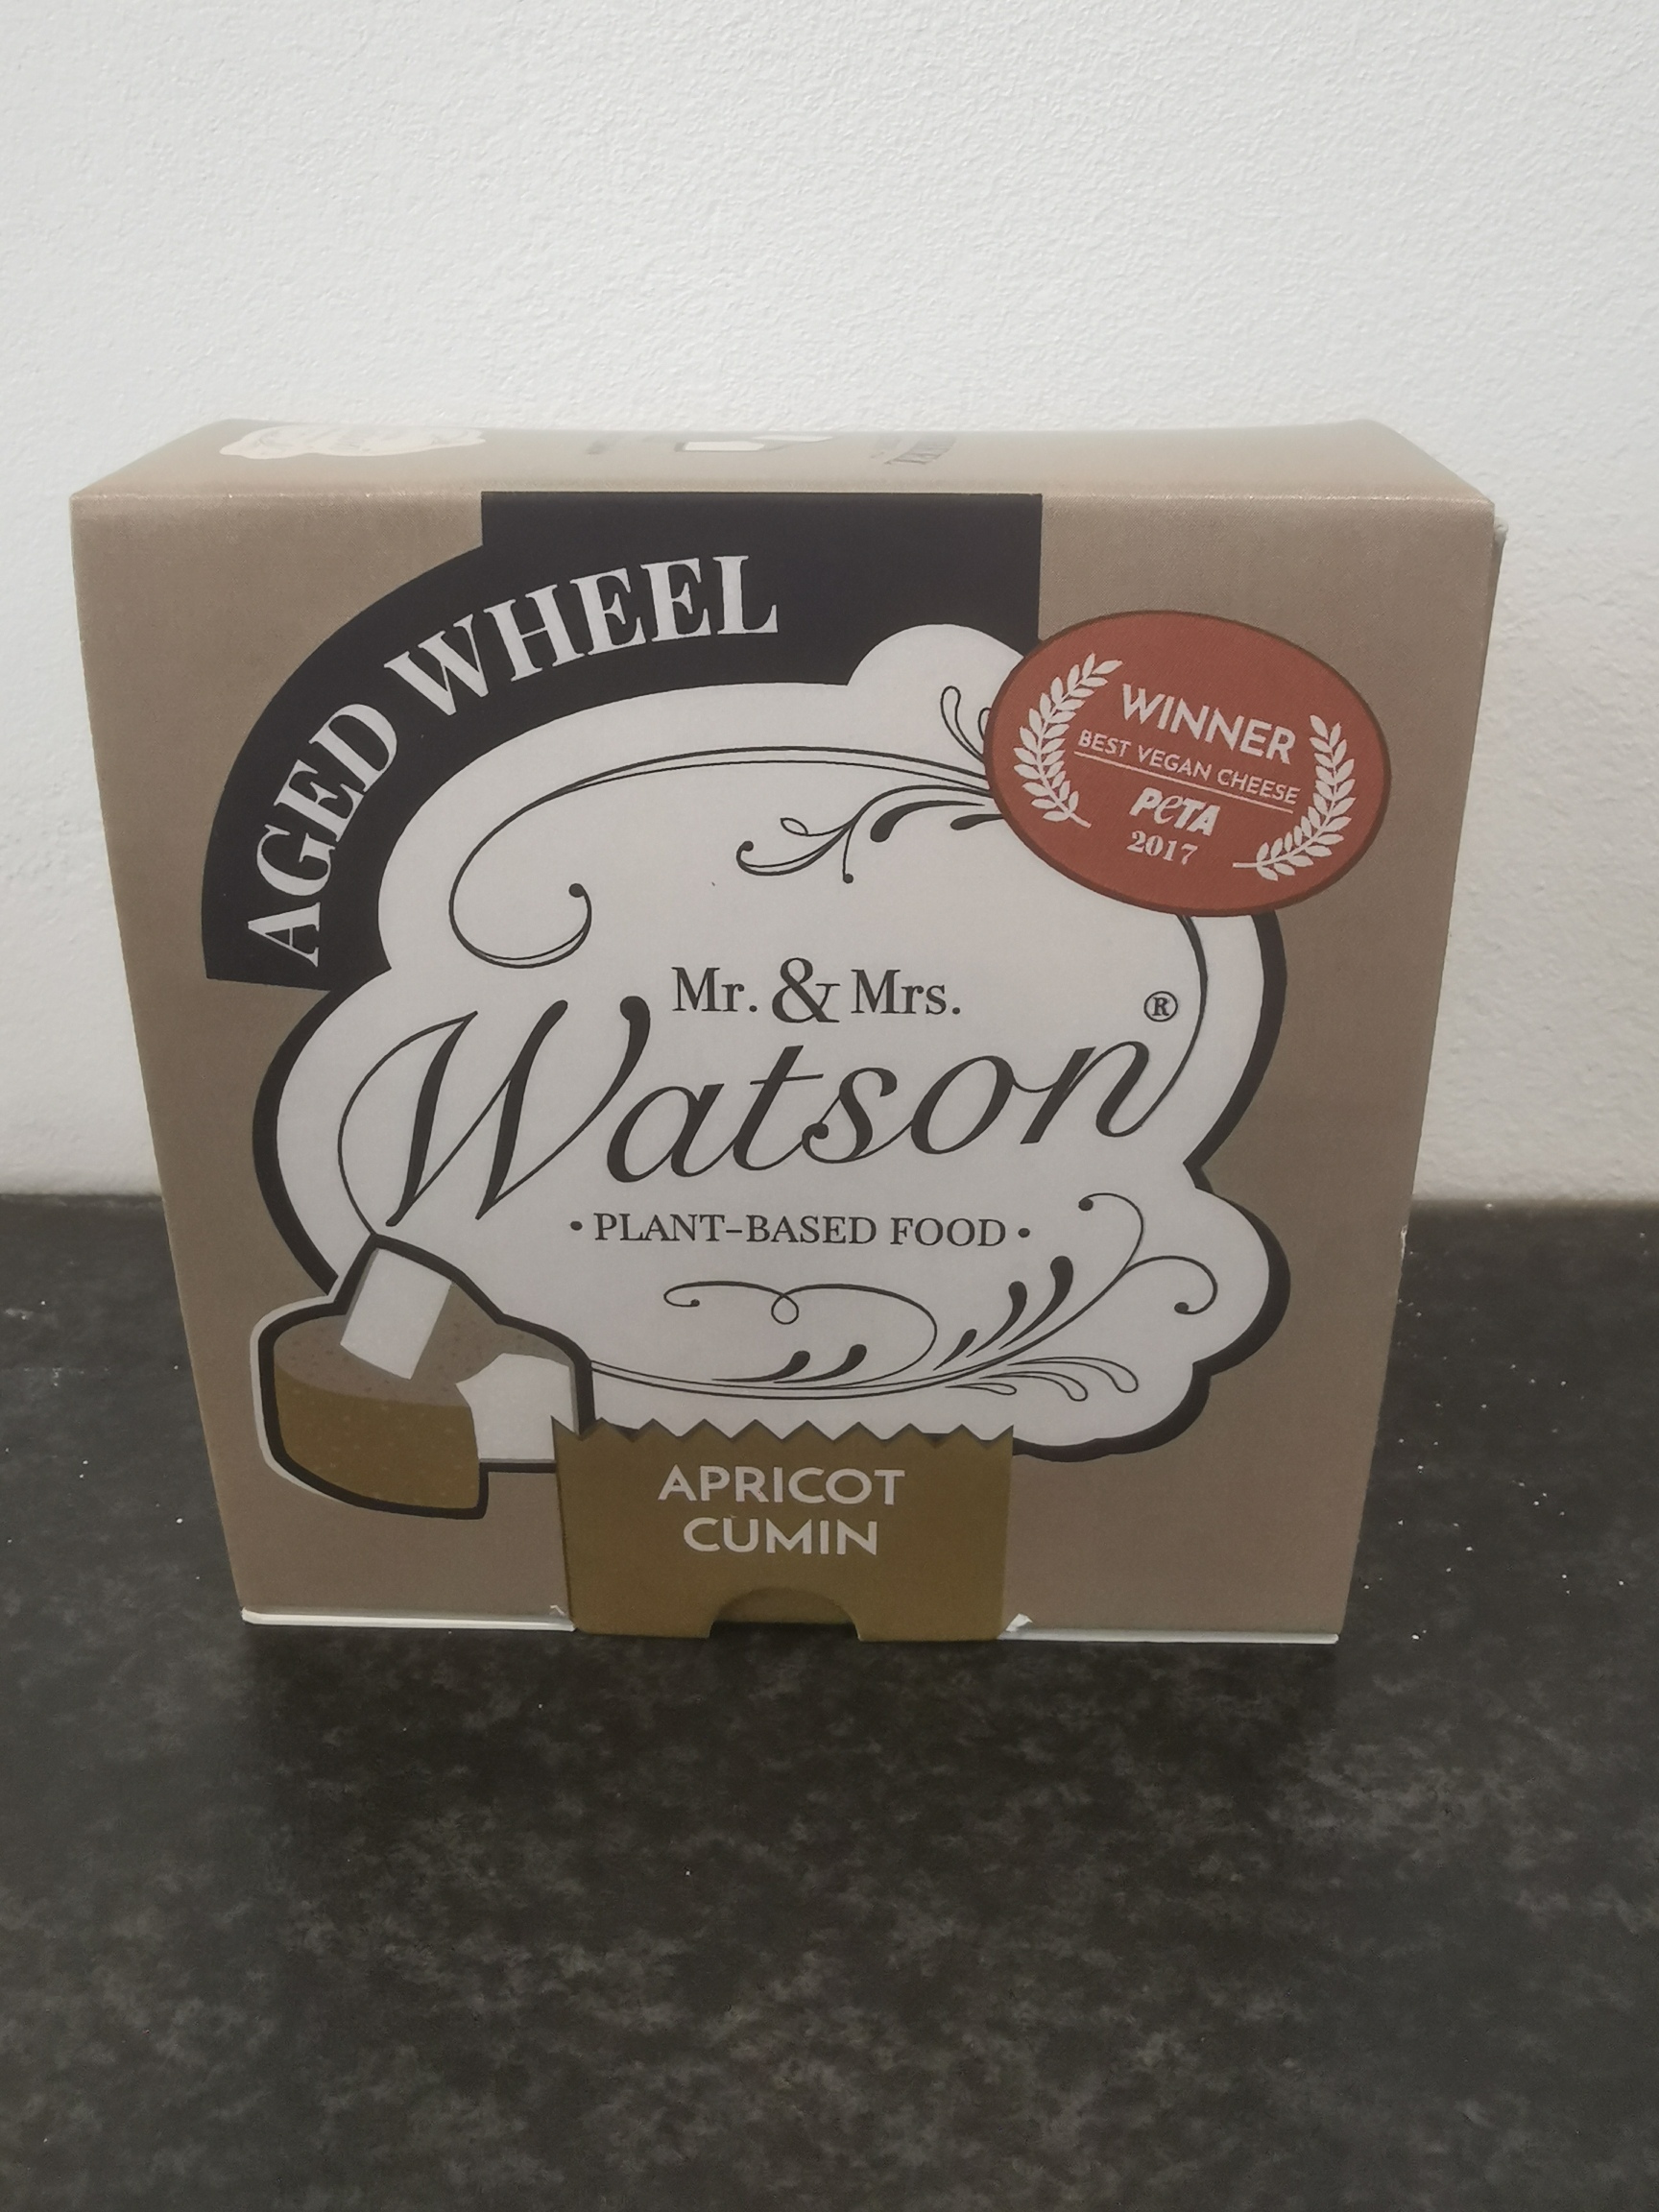 AGED WHEEL
WINNER
BEST VEGAN CHEESE
PETA
2017
Mr. & Mrs.
Watson®
• PLANT-BASED FOOD •
APRICOT
CUMIN